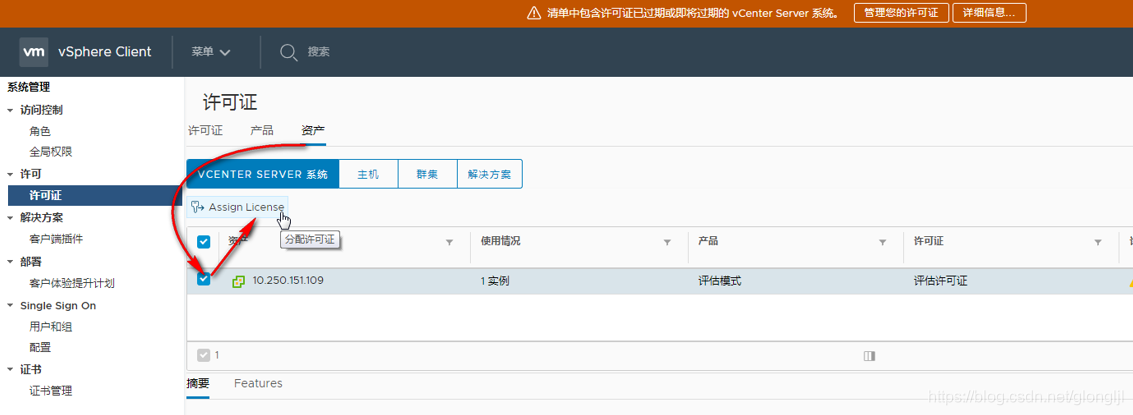 清单中包含许可证已过期或即将过期的 vCenter Server 系统。 管理您的许可证 详细信息...
vm vSphere Client 菜单 搜索
系统管理
访问控制
角色
全局权限
许可
许可证
解决方案
客户端插件
部署
客户体验提升计划
Single Sign On
用户和组
配置
证书
证书管理
许可证
许可证 产品 资产
VCENTER SERVER 系统 主机 群集 解决方案
Assign License
分配许可证
资产 使用情况 产品 许可证
10.250.151.109 1 实例 评估模式 评估许可证
1
摘要 Features